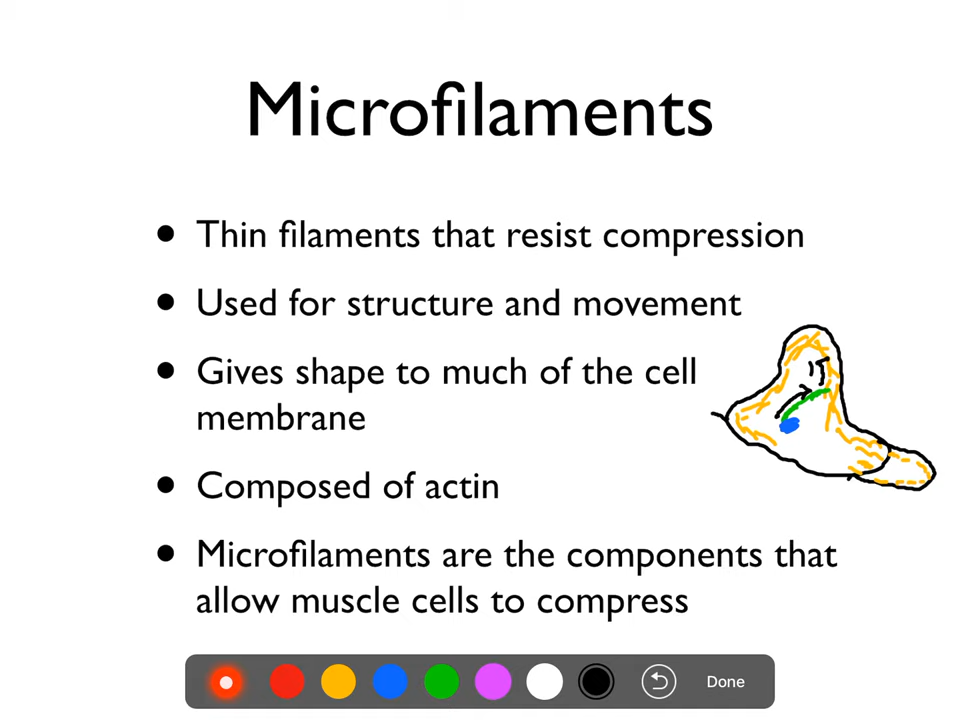 Microfilaments
• Thin filaments that resist compression
• Used for structure and movement
• Gives shape to much of the cell
membrane
• Composed of actin
• Microfilaments are the components that
allow muscle cells to compress
Done